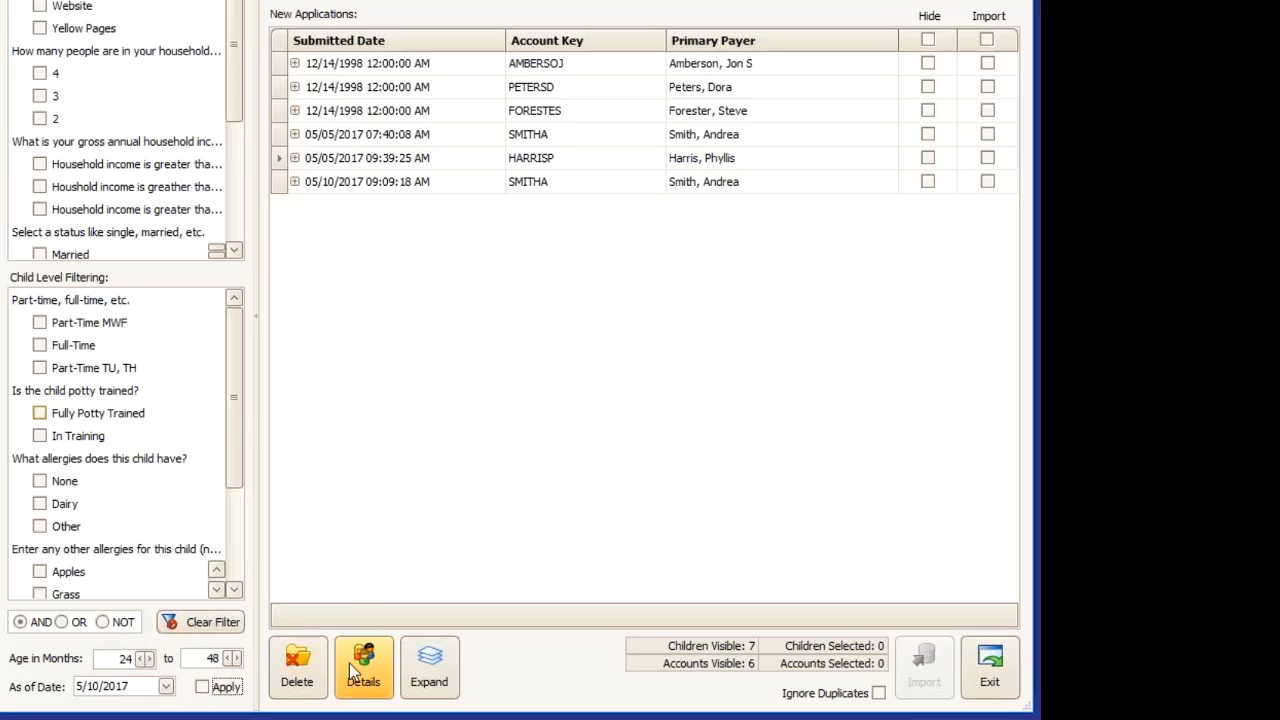 Website
Yellow Pages
How many people are in your household...
4
3
2
What is your gross annual household inc...
Household income is greater tha...
Houshold income is greather tha...
Household income is greater tha...
Select a status like single, married, etc.
Married
Child Level Filtering:
Part-time, full-time, etc.
Part-Time MWF
Full-Time
Part-Time TU, TH
Is the child potty trained?
Fully Potty Trained
In Training
What allergies does this child have?
None
Dairy
Other
Enter any other allergies for this child (n...
Apples
Grass
AND OR NOT Clear Filter
Age in Months: 24 to 48
As of Date: 5/10/2017 Apply
New Applications: Hide Import
Submitted Date Account Key Primary Payer
12/14/1998 12:00:00 AM AMBERSOJ Amberson, Jon S
12/14/1998 12:00:00 AM PETERSD Peters, Dora
12/14/1998 12:00:00 AM FORESTES Forester, Steve
05/05/2017 07:40:08 AM SMITHA Smith, Andrea
05/05/2017 09:39:25 AM HARRISP Harris, Phyllis
05/10/2017 09:09:18 AM SMITHA Smith, Andrea
Delete Details Expand
Children Visible: 7 Children Selected: 0
Accounts Visible: 6 Accounts Selected: 0
Ignore Duplicates
Import Exit